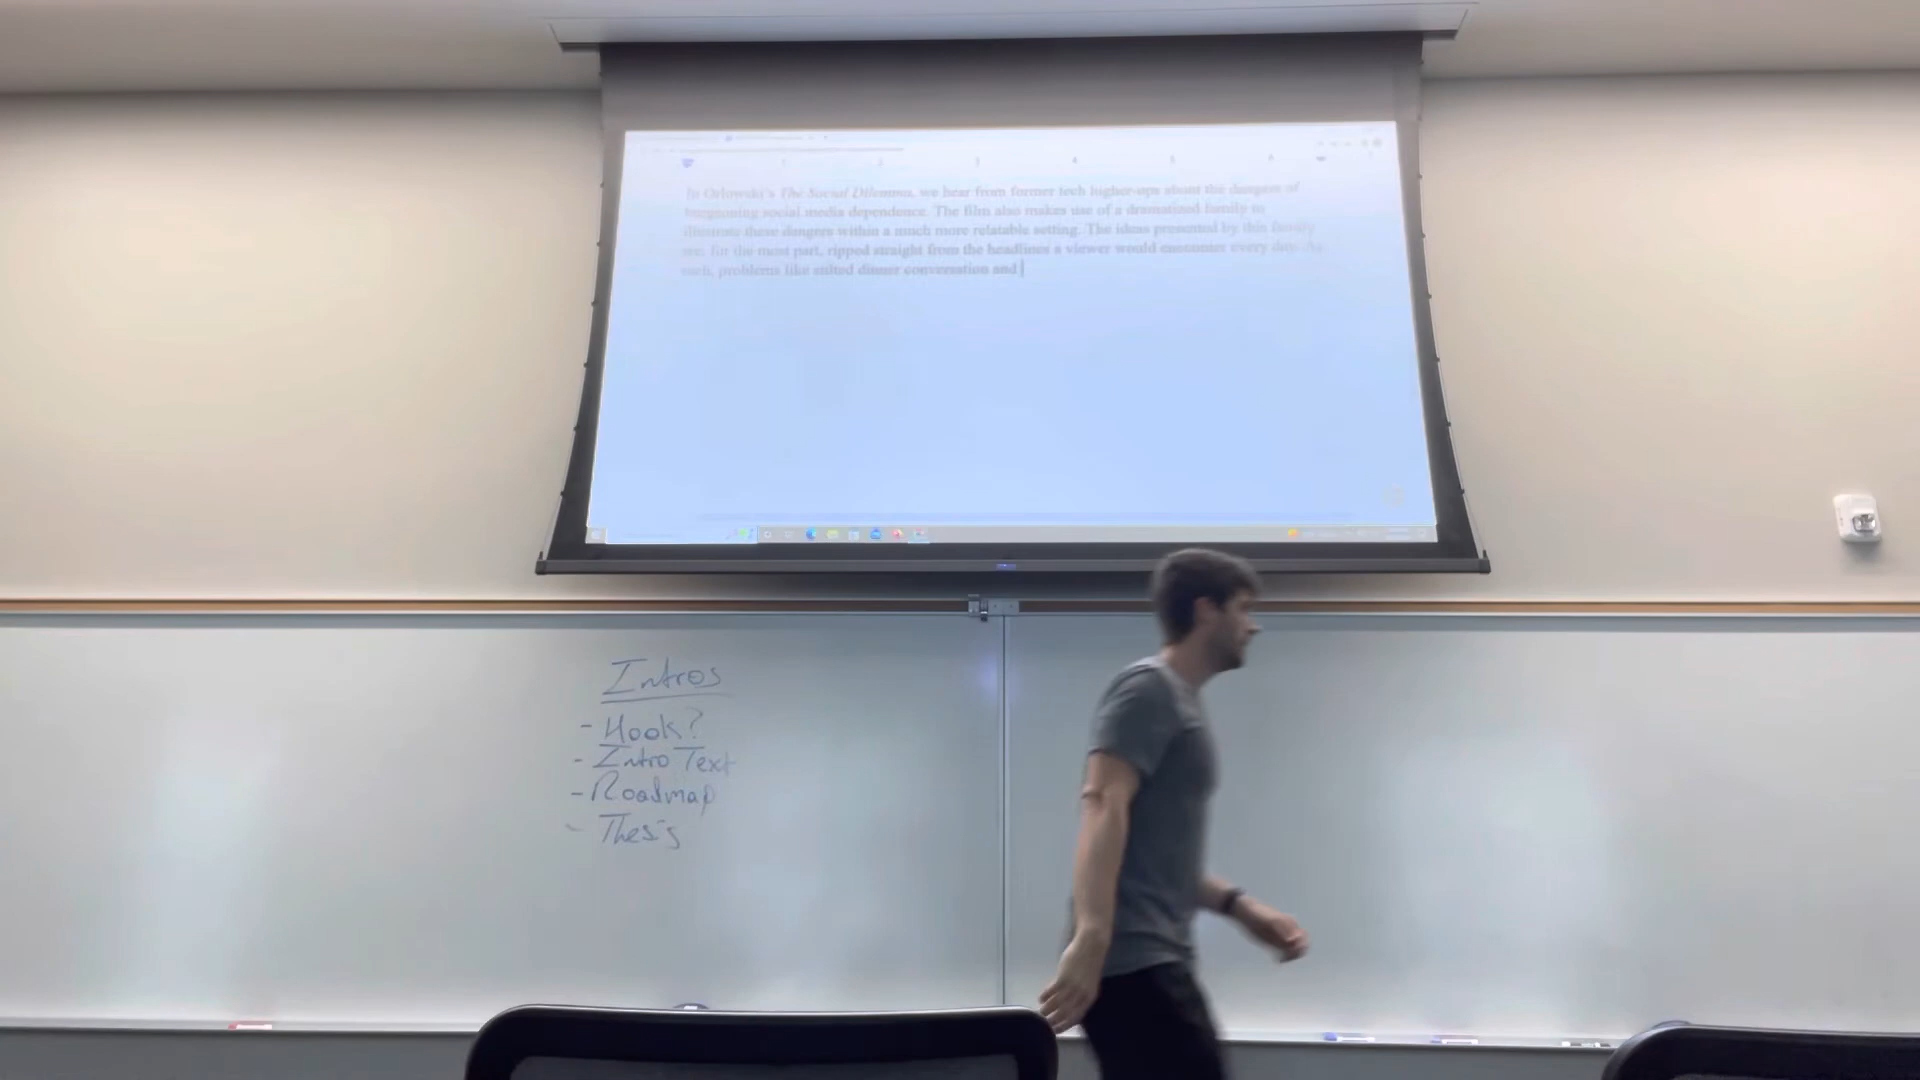 In Orlowski's The Social Dilemma, we hear from former tech higher-ups about the dangers of
burgeoning social media dependence. The film also makes use of a dramatized family to
illustrate these dangers within a much more relatable setting. The ideas presented by this family
are, for the most part, ripped straight from the headlines a viewer would encounter every day. As
such, problems like stilted dinner conversation and
Intros
- Hook?
- Intro Text
- Roadmap
- Thesis